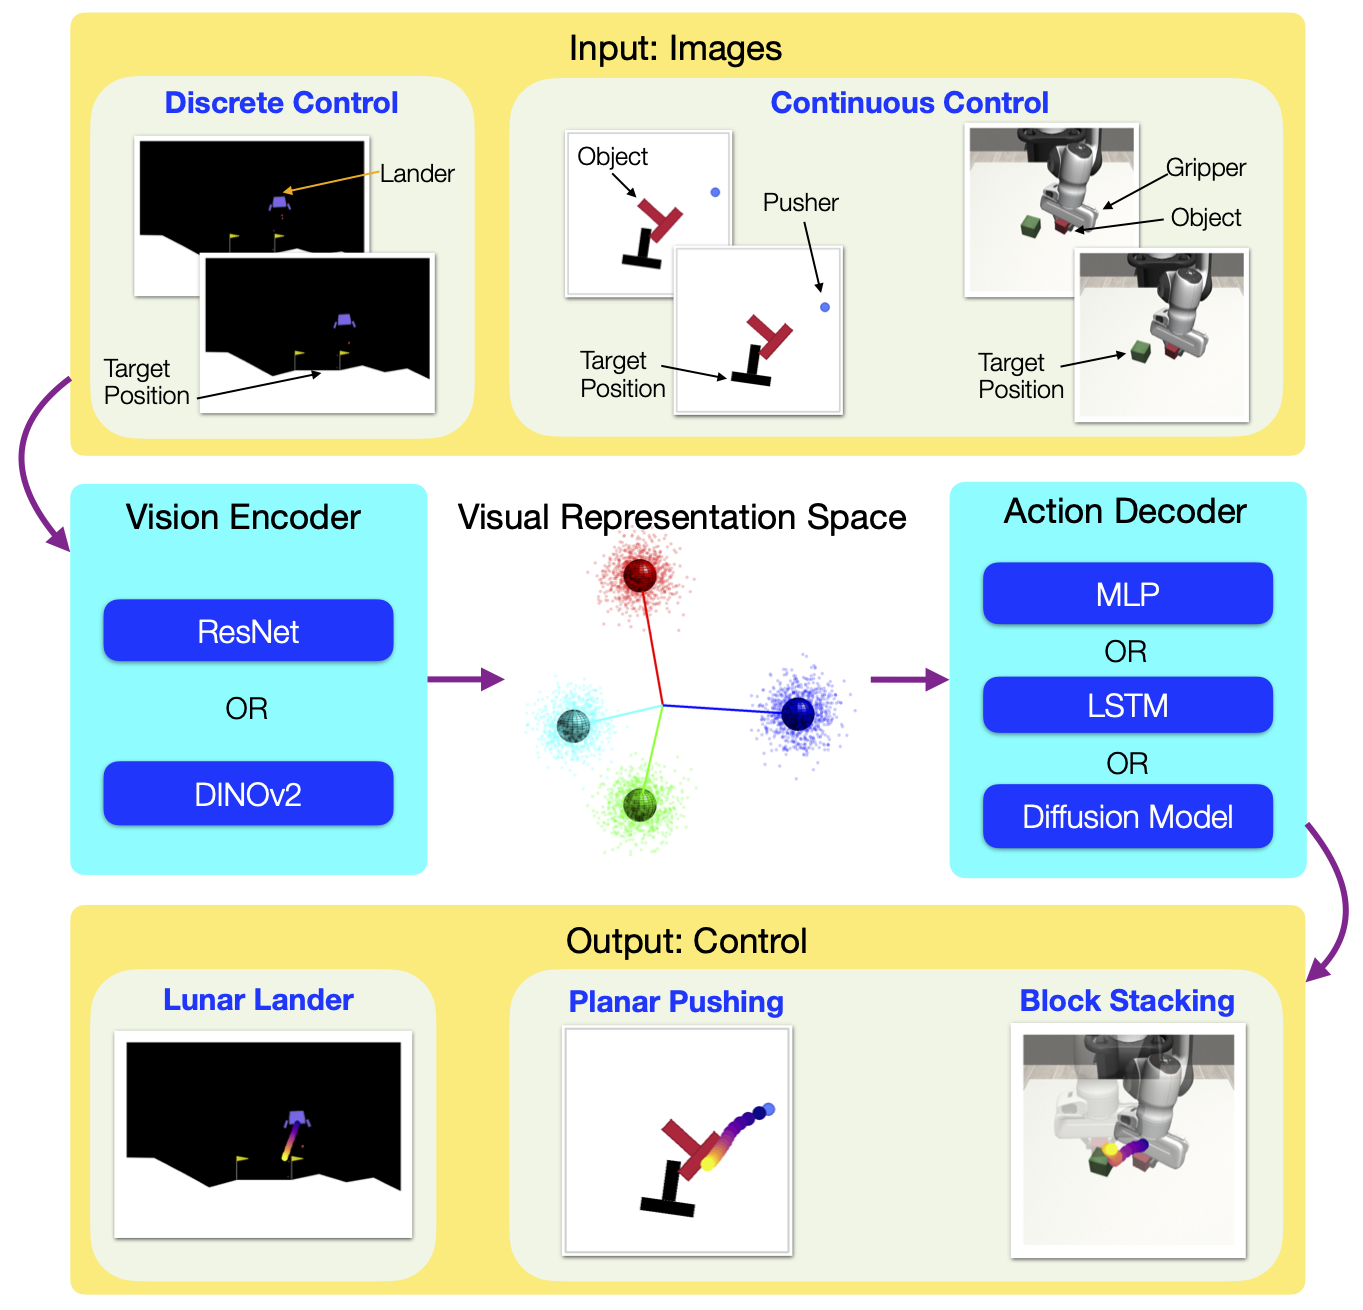 Input: Images
Discrete Control
Lander
Target
Position
Continuous Control
Object
Pusher
Target
Position
Gripper
Object
Target
Position
Vision Encoder
ResNet
OR
DINOv2
Visual Representation Space
Action Decoder
MLP
OR
LSTM
OR
Diffusion Model
Output: Control
Lunar Lander
Planar Pushing
Block Stacking